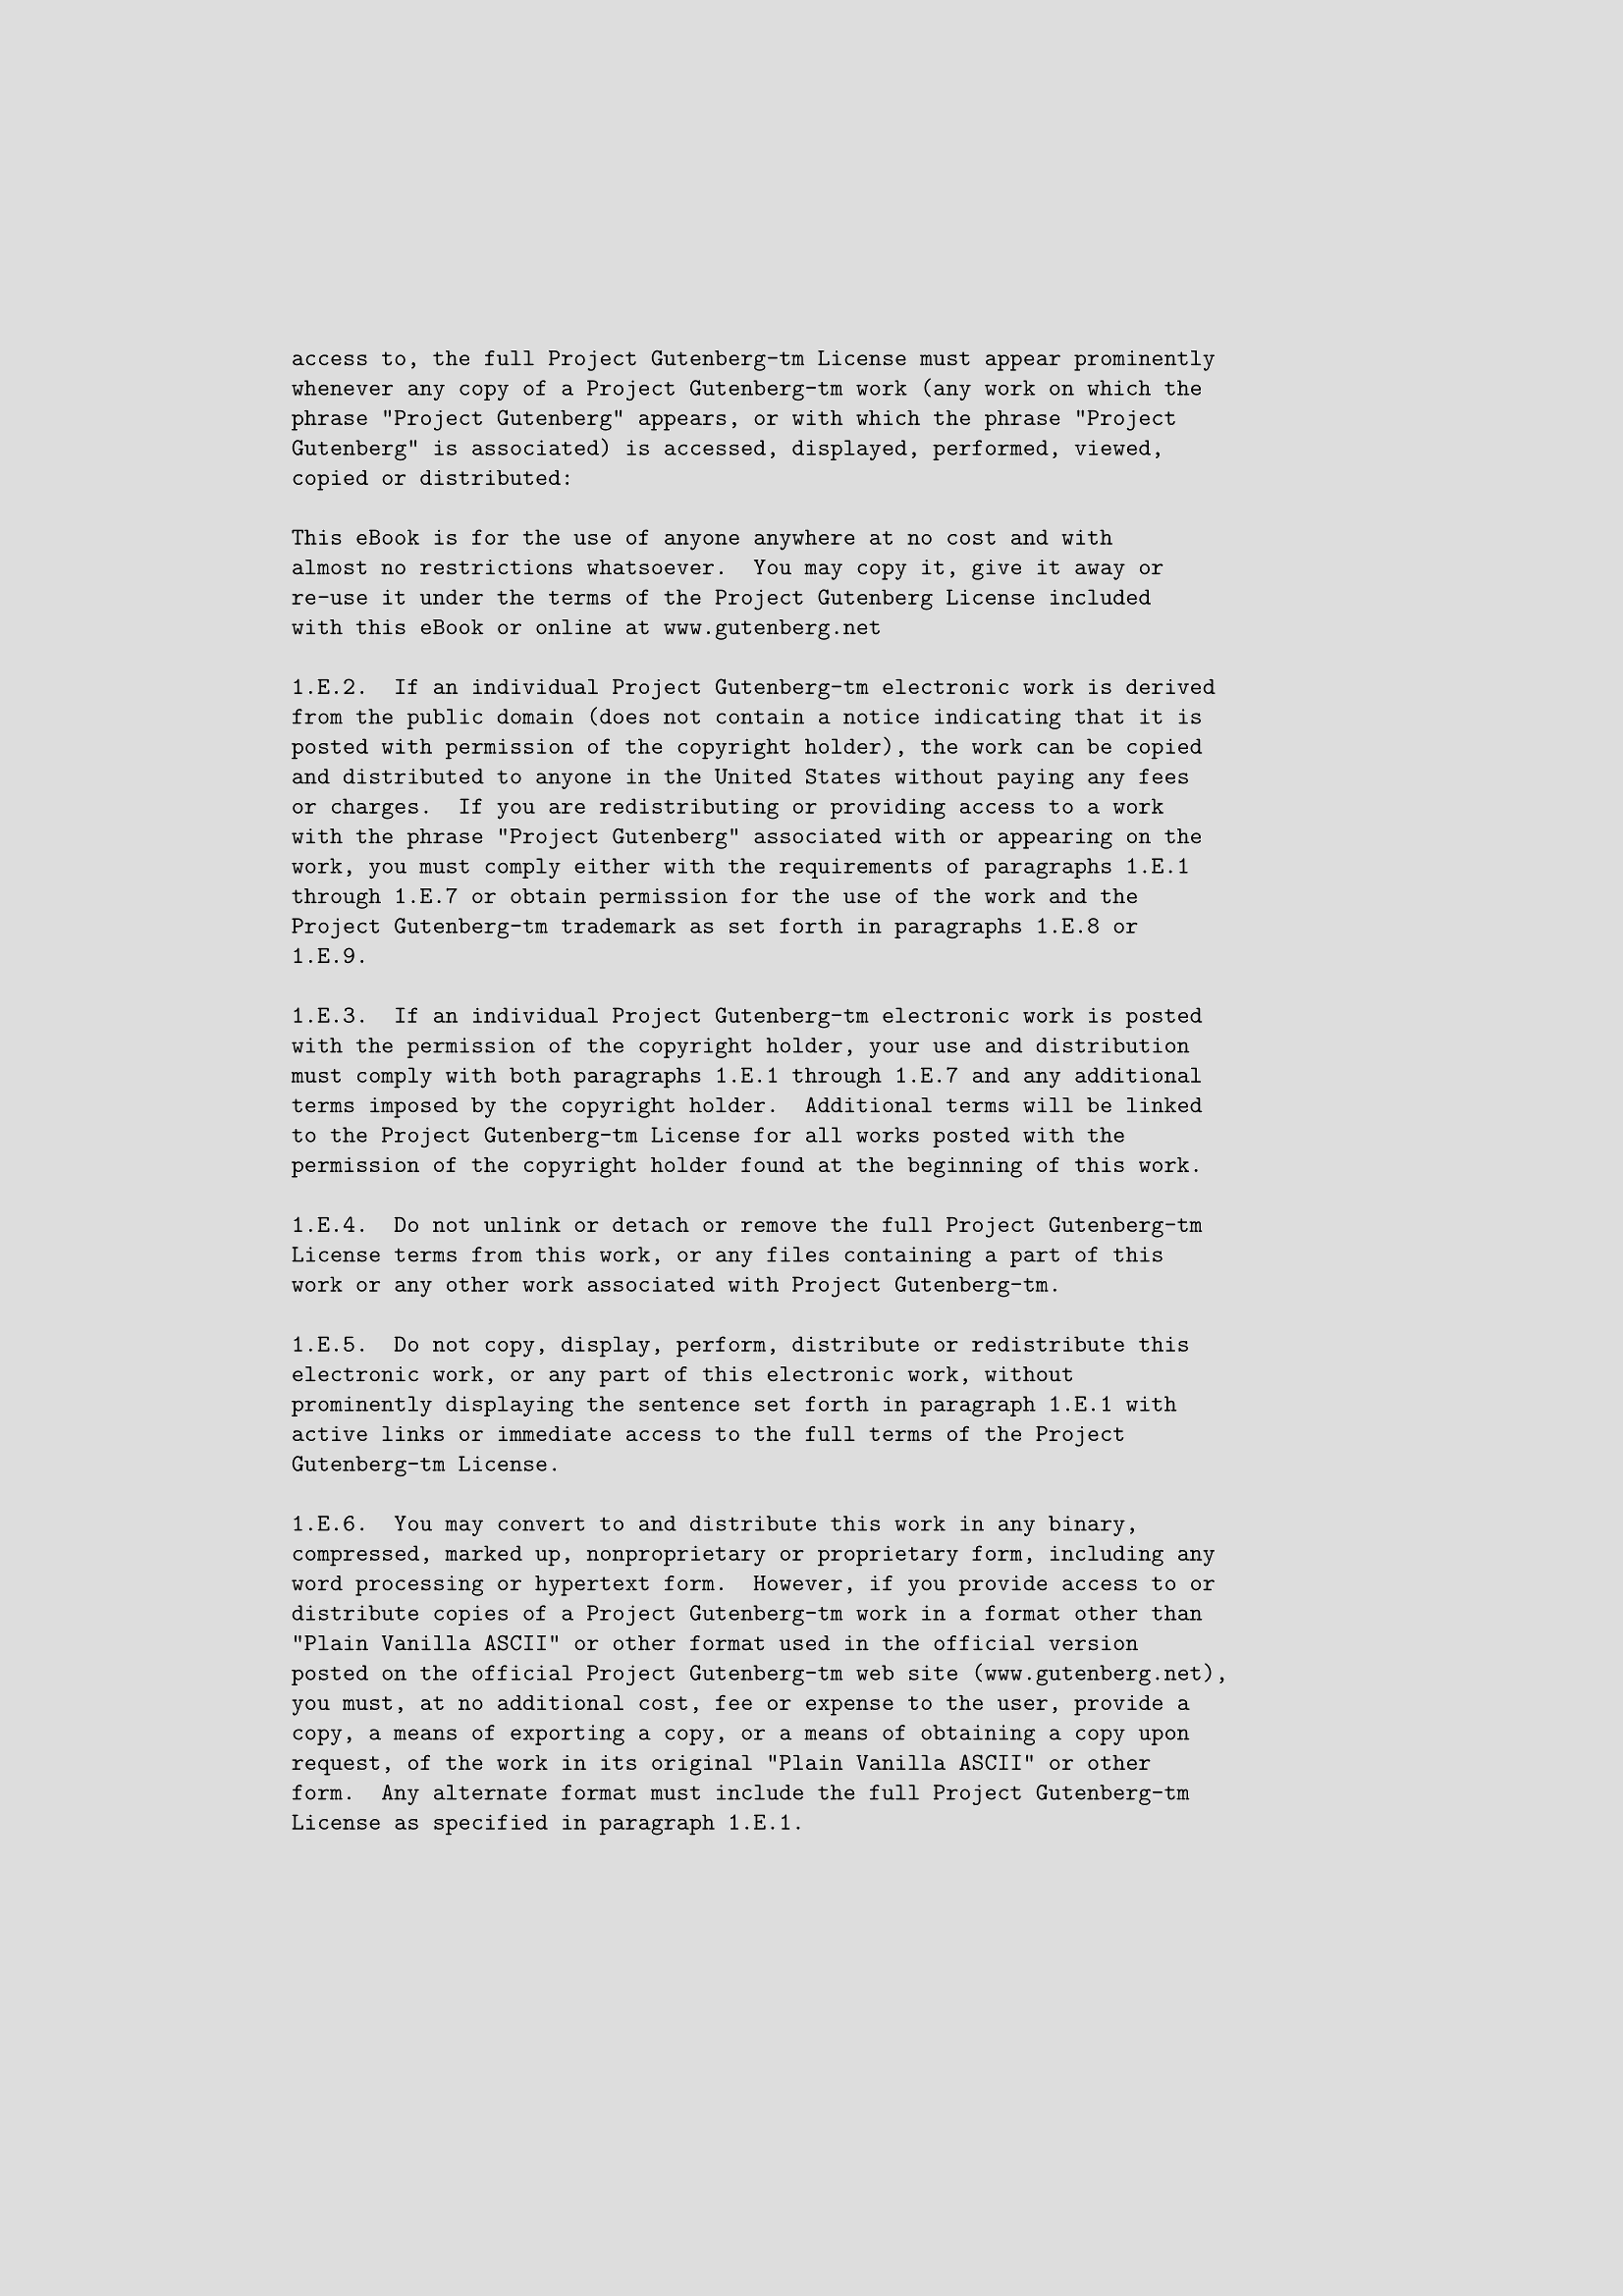 access to, the full Project Gutenberg-tm License must appear prominently
whenever any copy of a Project Gutenberg-tm work (any work on which the
phrase "Project Gutenberg" appears, or with which the phrase "Project
Gutenberg" is associated) is accessed, displayed, performed, viewed,
copied or distributed:

This eBook is for the use of anyone anywhere at no cost and with
almost no restrictions whatsoever.  You may copy it, give it away or
re-use it under the terms of the Project Gutenberg License included
with this eBook or online at www.gutenberg.net

1.E.2.  If an individual Project Gutenberg-tm electronic work is derived
from the public domain (does not contain a notice indicating that it is
posted with permission of the copyright holder), the work can be copied
and distributed to anyone in the United States without paying any fees
or charges.  If you are redistributing or providing access to a work
with the phrase "Project Gutenberg" associated with or appearing on the
work, you must comply either with the requirements of paragraphs 1.E.1
through 1.E.7 or obtain permission for the use of the work and the
Project Gutenberg-tm trademark as set forth in paragraphs 1.E.8 or
1.E.9.

1.E.3.  If an individual Project Gutenberg-tm electronic work is posted
with the permission of the copyright holder, your use and distribution
must comply with both paragraphs 1.E.1 through 1.E.7 and any additional
terms imposed by the copyright holder.  Additional terms will be linked
to the Project Gutenberg-tm License for all works posted with the
permission of the copyright holder found at the beginning of this work.

1.E.4.  Do not unlink or detach or remove the full Project Gutenberg-tm
License terms from this work, or any files containing a part of this
work or any other work associated with Project Gutenberg-tm.

1.E.5.  Do not copy, display, perform, distribute or redistribute this
electronic work, or any part of this electronic work, without
prominently displaying the sentence set forth in paragraph 1.E.1 with
active links or immediate access to the full terms of the Project
Gutenberg-tm License.

1.E.6.  You may convert to and distribute this work in any binary,
compressed, marked up, nonproprietary or proprietary form, including any
word processing or hypertext form.  However, if you provide access to or
distribute copies of a Project Gutenberg-tm work in a format other than
"Plain Vanilla ASCII" or other format used in the official version
posted on the official Project Gutenberg-tm web site (www.gutenberg.net),
you must, at no additional cost, fee or expense to the user, provide a
copy, a means of exporting a copy, or a means of obtaining a copy upon
request, of the work in its original "Plain Vanilla ASCII" or other
form.  Any alternate format must include the full Project Gutenberg-tm
License as specified in paragraph 1.E.1.